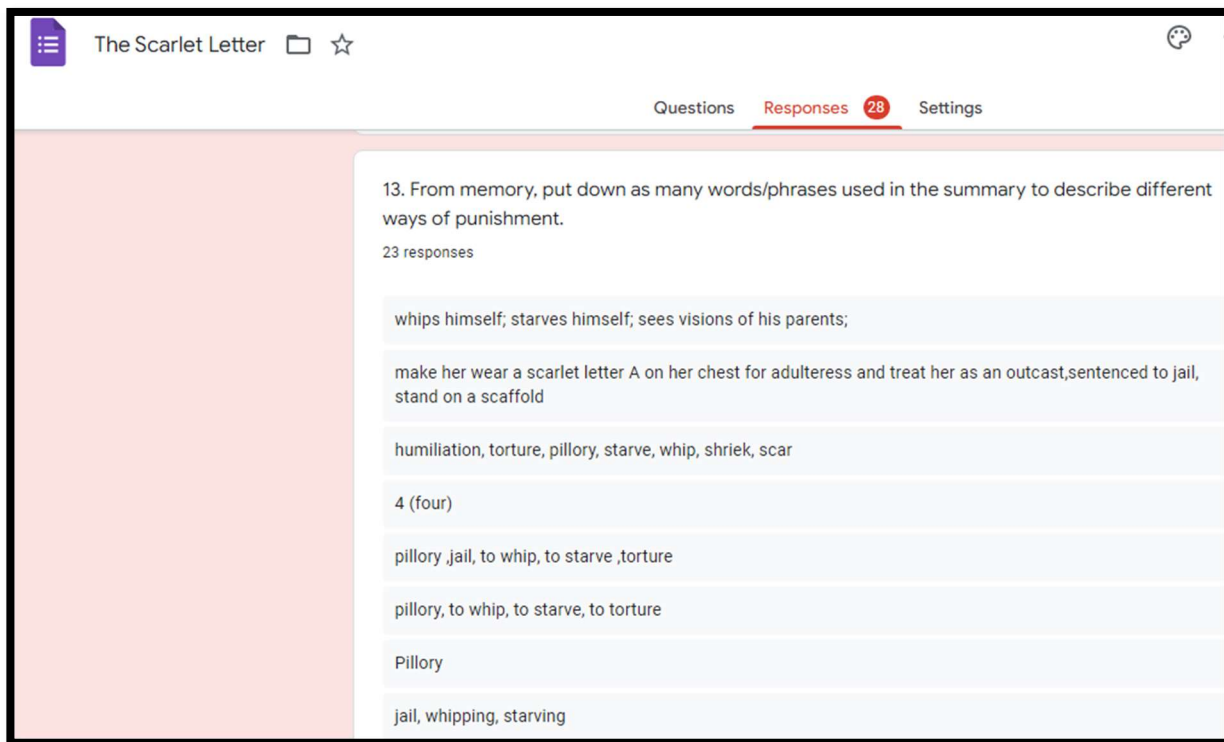 The Scarlet Letter
Questions
Responses 28
Settings
13. From memory, put down as many words/phrases used in the summary to describe different
ways of punishment.
23 responses
whips himself; starves himself; sees visions of his parents;
make her wear a scarlet letter A on her chest for adulteress and treat her as an outcast,sentenced to jail,
stand on a scaffold
humiliation, torture, pillory, starve, whip, shriek, scar
4 (four)
pillory ,jail, to whip, to starve ,torture
pillory, to whip, to starve, to torture
Pillory
jail, whipping, starving